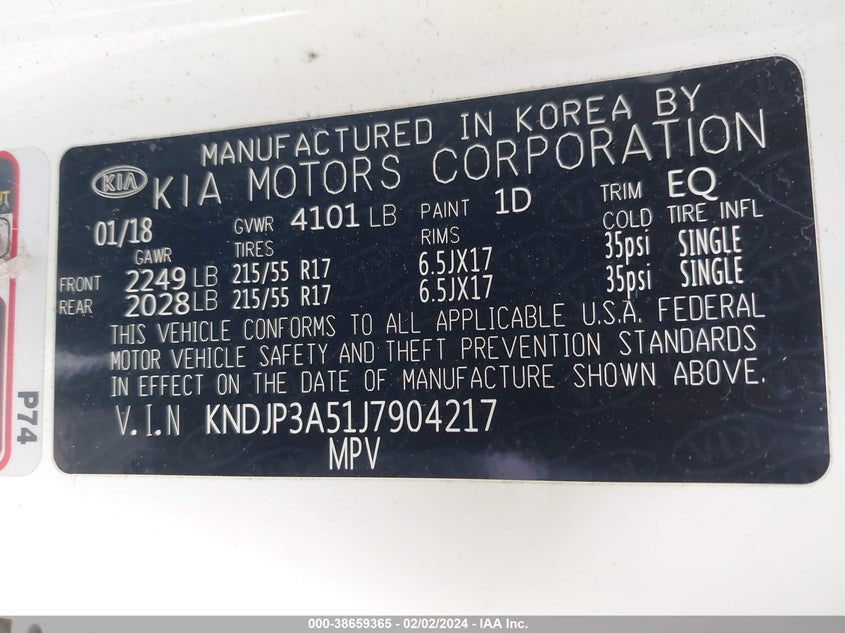 MANUFACTURED IN KOREA BY
KIA KIA MOTORS CORPORATION
01/18 GVWR 4101 LB PAINT 1D TRIM EQ
GAWR TIRES RIMS COLD TIRE INFL
FRONT 2249 LB 215/55 R17 6.5JX17 35psi SINGLE
REAR 2028 LB 215/55 R17 6.5JX17 35psi SINGLE
THIS VEHICLE CONFORMS TO ALL APPLICABLE U.S.A. FEDERAL
MOTOR VEHICLE SAFETY AND THEFT PREVENTION STANDARDS
IN EFFECT ON THE DATE OF MANUFACTURE SHOWN ABOVE.
V.I.N KNDJP3A51J7904217
MPV
P74
000-38659365 - 02/02/2024 - IAA Inc.